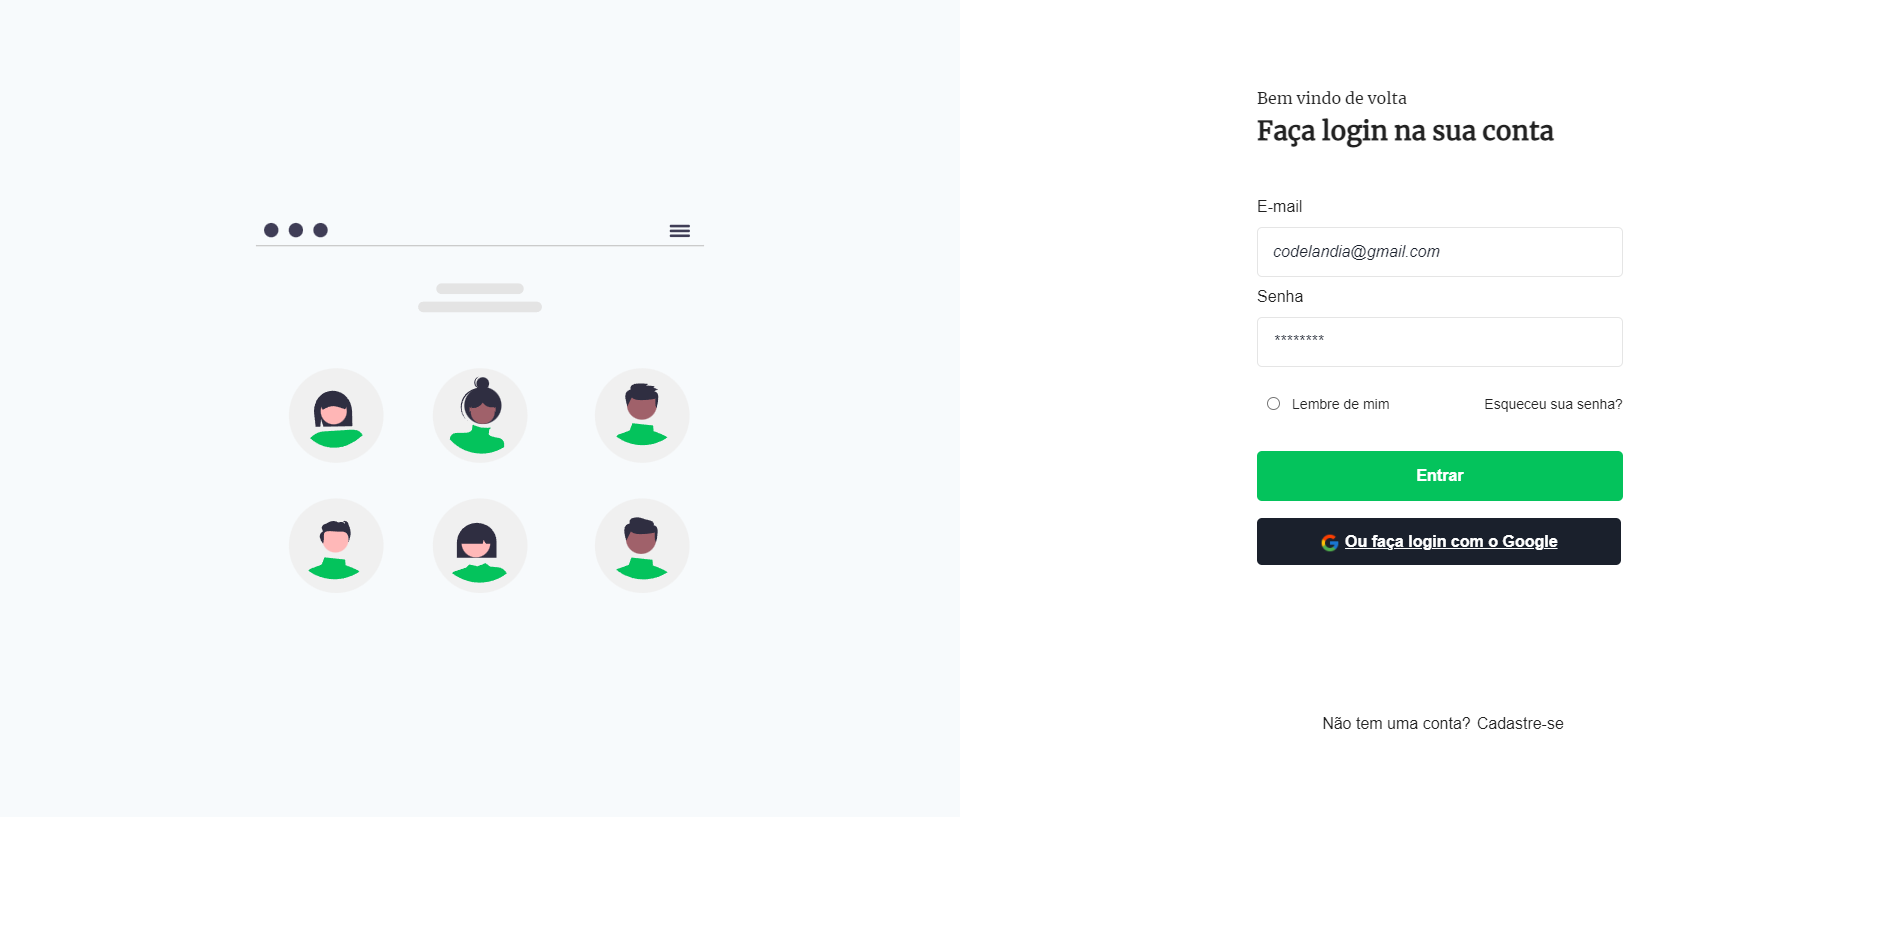 Bem vindo de volta
Faça login na sua conta
E-mail
codelandia@gmail.com
Senha
********
Lembre de mim
Esqueceu sua senha?
Entrar
Ou faça login com o Google
Não tem uma conta? Cadastre-se